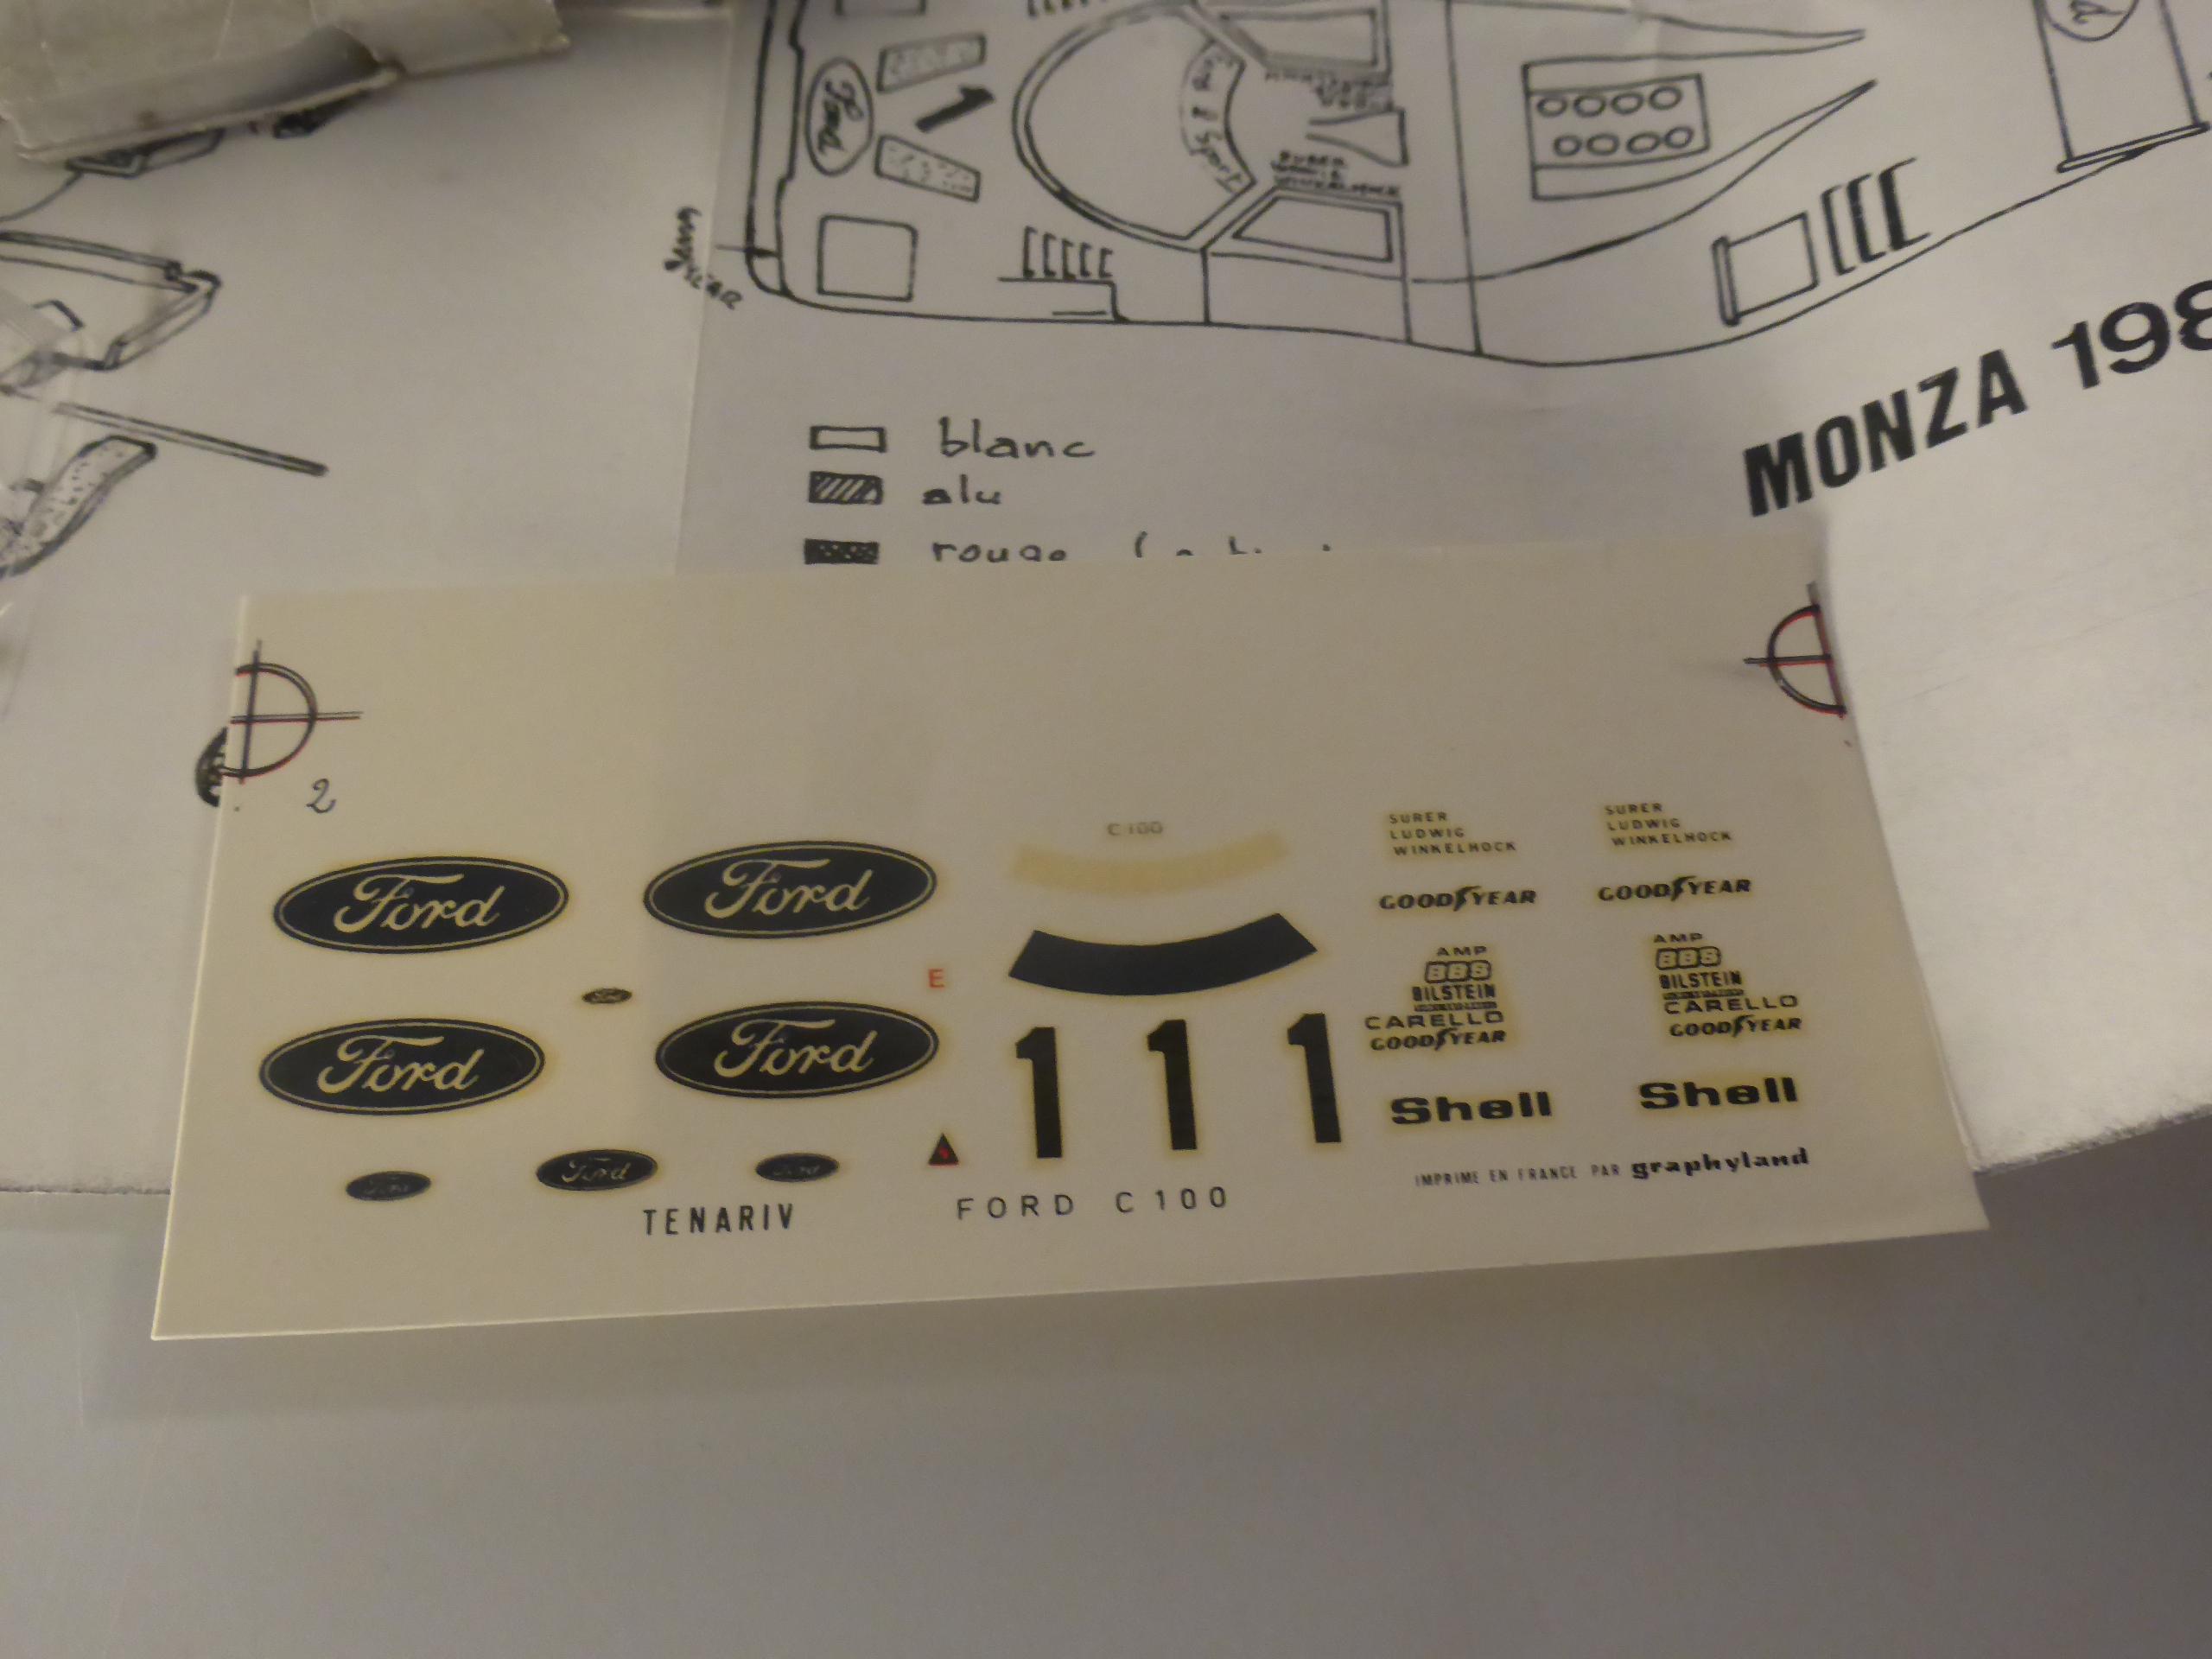 Ford
1
MONZA 198
blanc
alu
2
Ford
Ford
Ford
Ford
Ford
Ford
E
C 100
1 1 1
SURER
LUDWIG
WINKELHOCK
SURER
LUDWIG
WINKELHOCK
GOODYEAR
GOODYEAR
AMP
BBS
BILSTEIN
CARELLO
GOODYEAR
AMP
BBS
BILSTEIN
CARELLO
GOODYEAR
Shell
Shell
IMPRIME EN FRANCE PAR graphyland
TENARIV
FORD C100